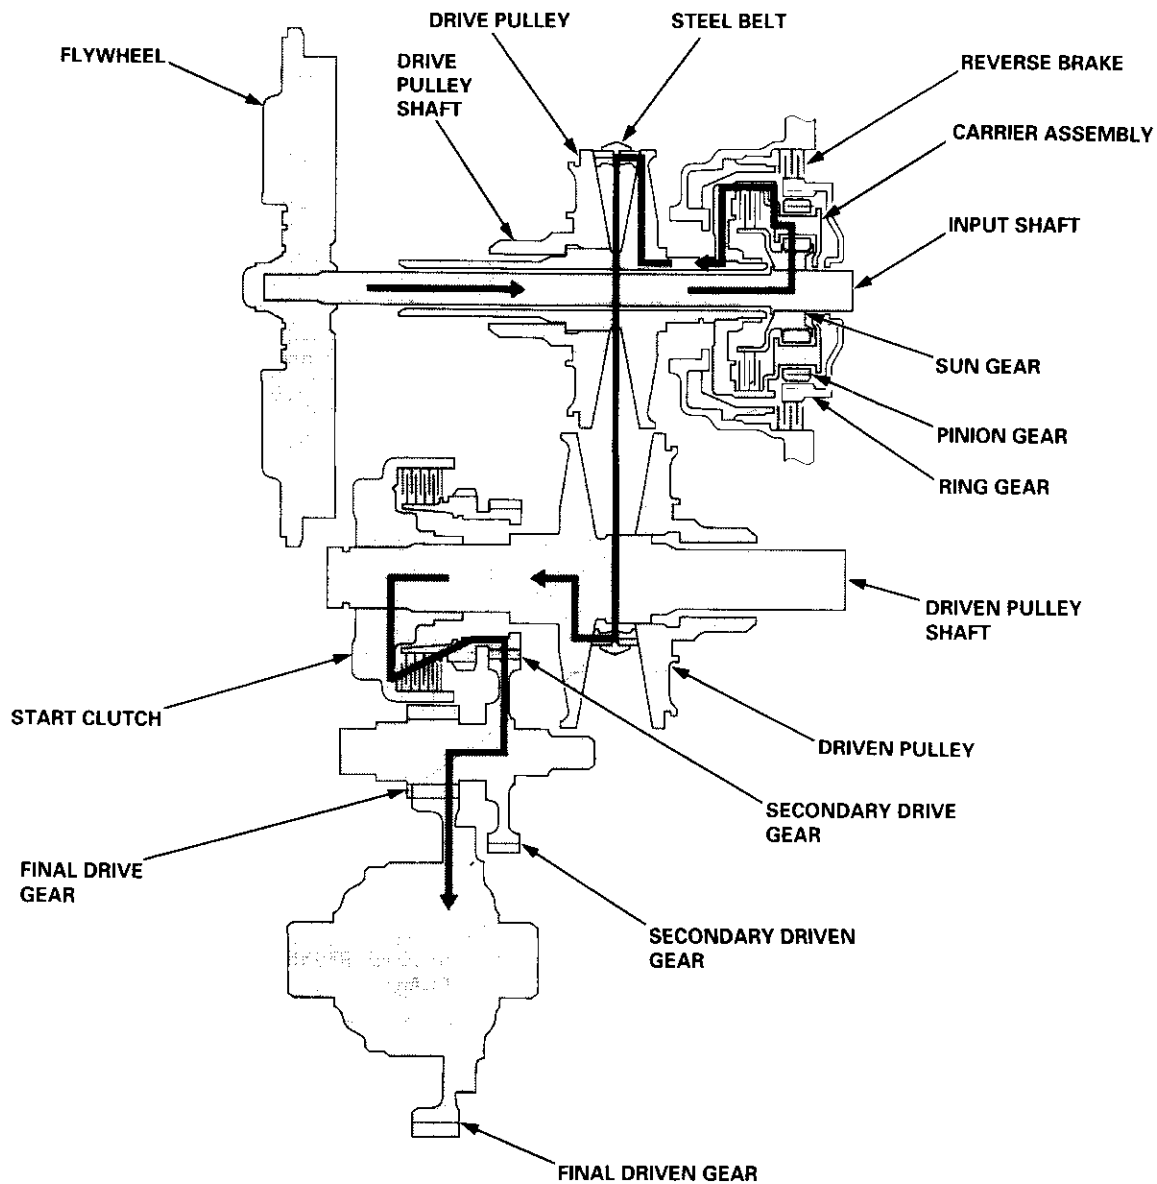 DRIVE PULLEY
STEEL BELT
FLYWHEEL
DRIVE
PULLEY
SHAFT
REVERSE BRAKE
CARRIER ASSEMBLY
INPUT SHAFT
SUN GEAR
PINION GEAR
RING GEAR
DRIVEN PULLEY
SHAFT
START CLUTCH
DRIVEN PULLEY
SECONDARY DRIVE
GEAR
FINAL DRIVE
GEAR
SECONDARY DRIVEN
GEAR
FINAL DRIVEN GEAR